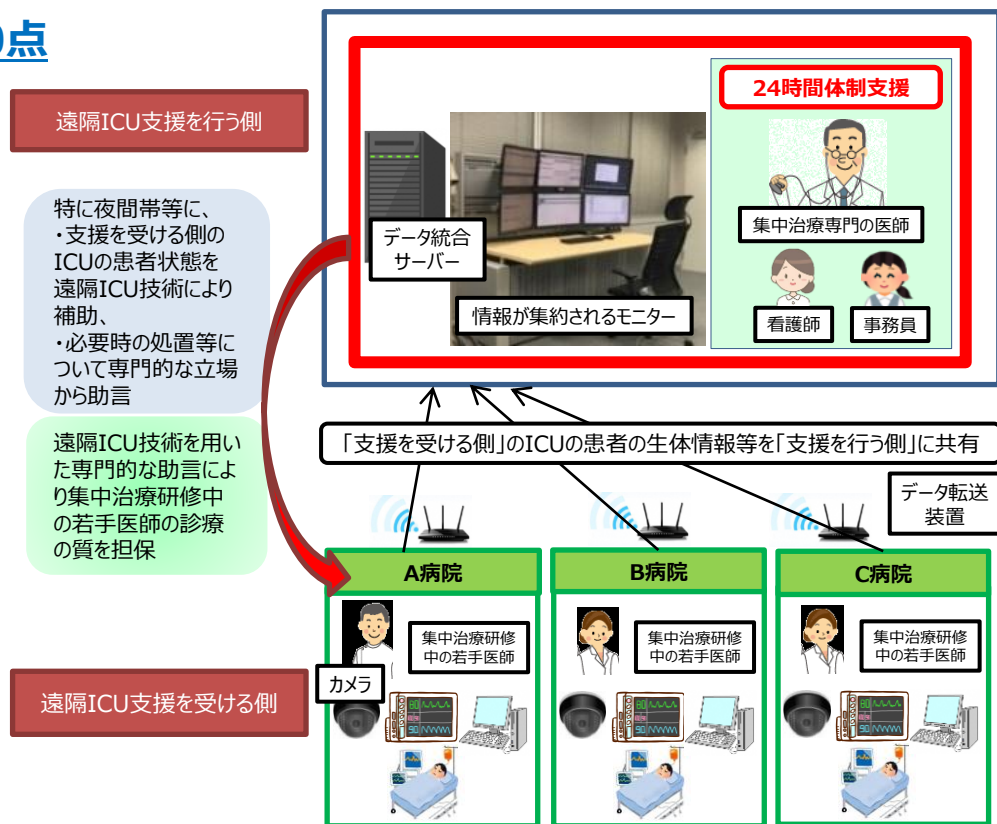 点
遠隔ICU支援を行う側
24時間体制支援
集中治療専門の医師
データ統合
サーバー
看護師
事務員
情報が集約されるモニター
特に夜間帯等に、
・支援を受ける側の
ICUの患者状態を
遠隔ICU技術により
補助、
・必要時の処置等に
ついて専門的な立場
から助言
遠隔ICU技術を用い
た専門的な助言によ
り集中治療研修中
の若手医師の診療
の質を担保
「支援を受ける側」のICUの患者の生体情報等を「支援を行う側」に共有
データ転送
装置
A病院
B病院
C病院
集中治療研修
中の若手医師
集中治療研修
中の若手医師
集中治療研修
中の若手医師
カメラ
遠隔ICU支援を受ける側